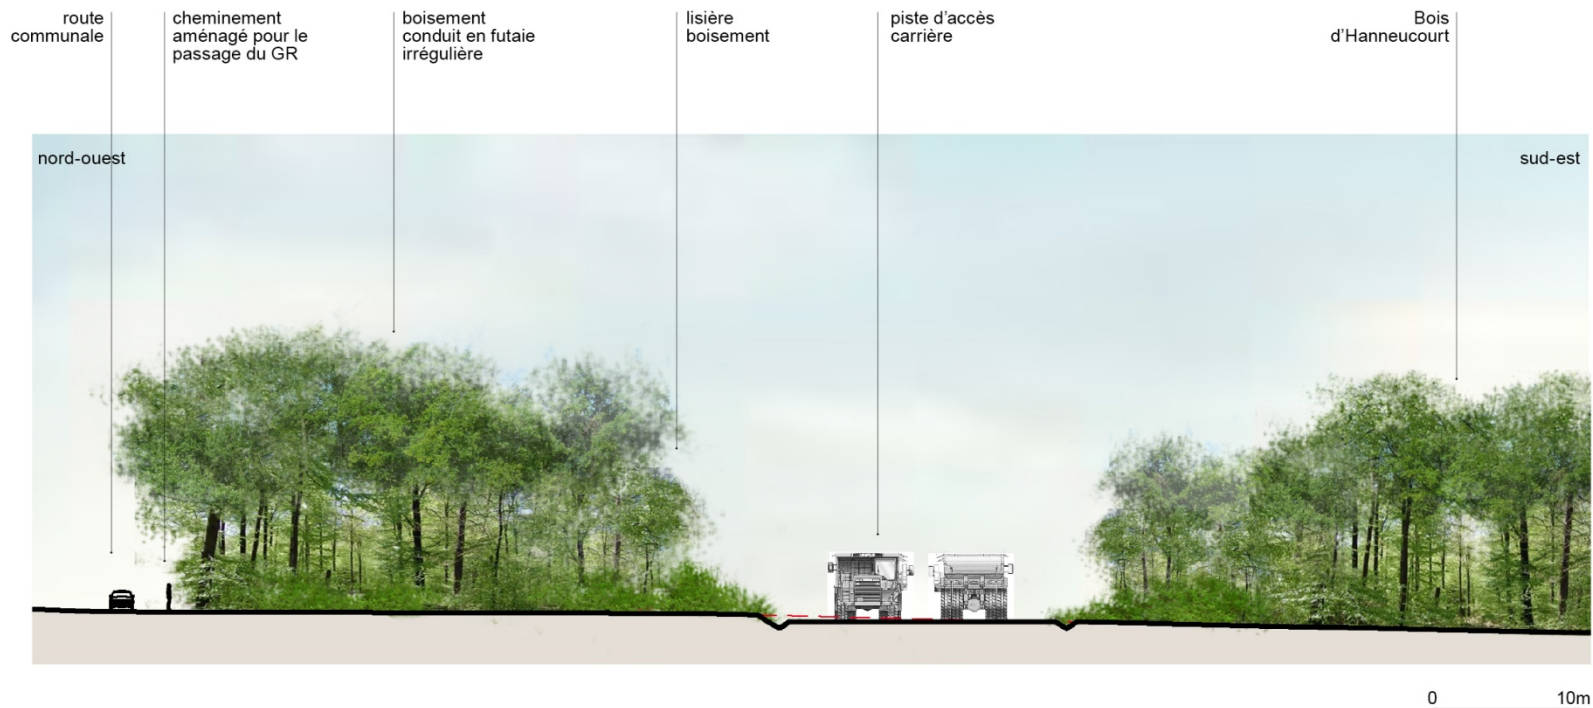 route
communale
cheminement
aménagé pour le
passage du GR
boisement
conduit en futaie
irrégulière
lisière
boisement
piste d’accès
carrière
Bois
d’Hanneucourt
nord-ouest
sud-est
0
10m